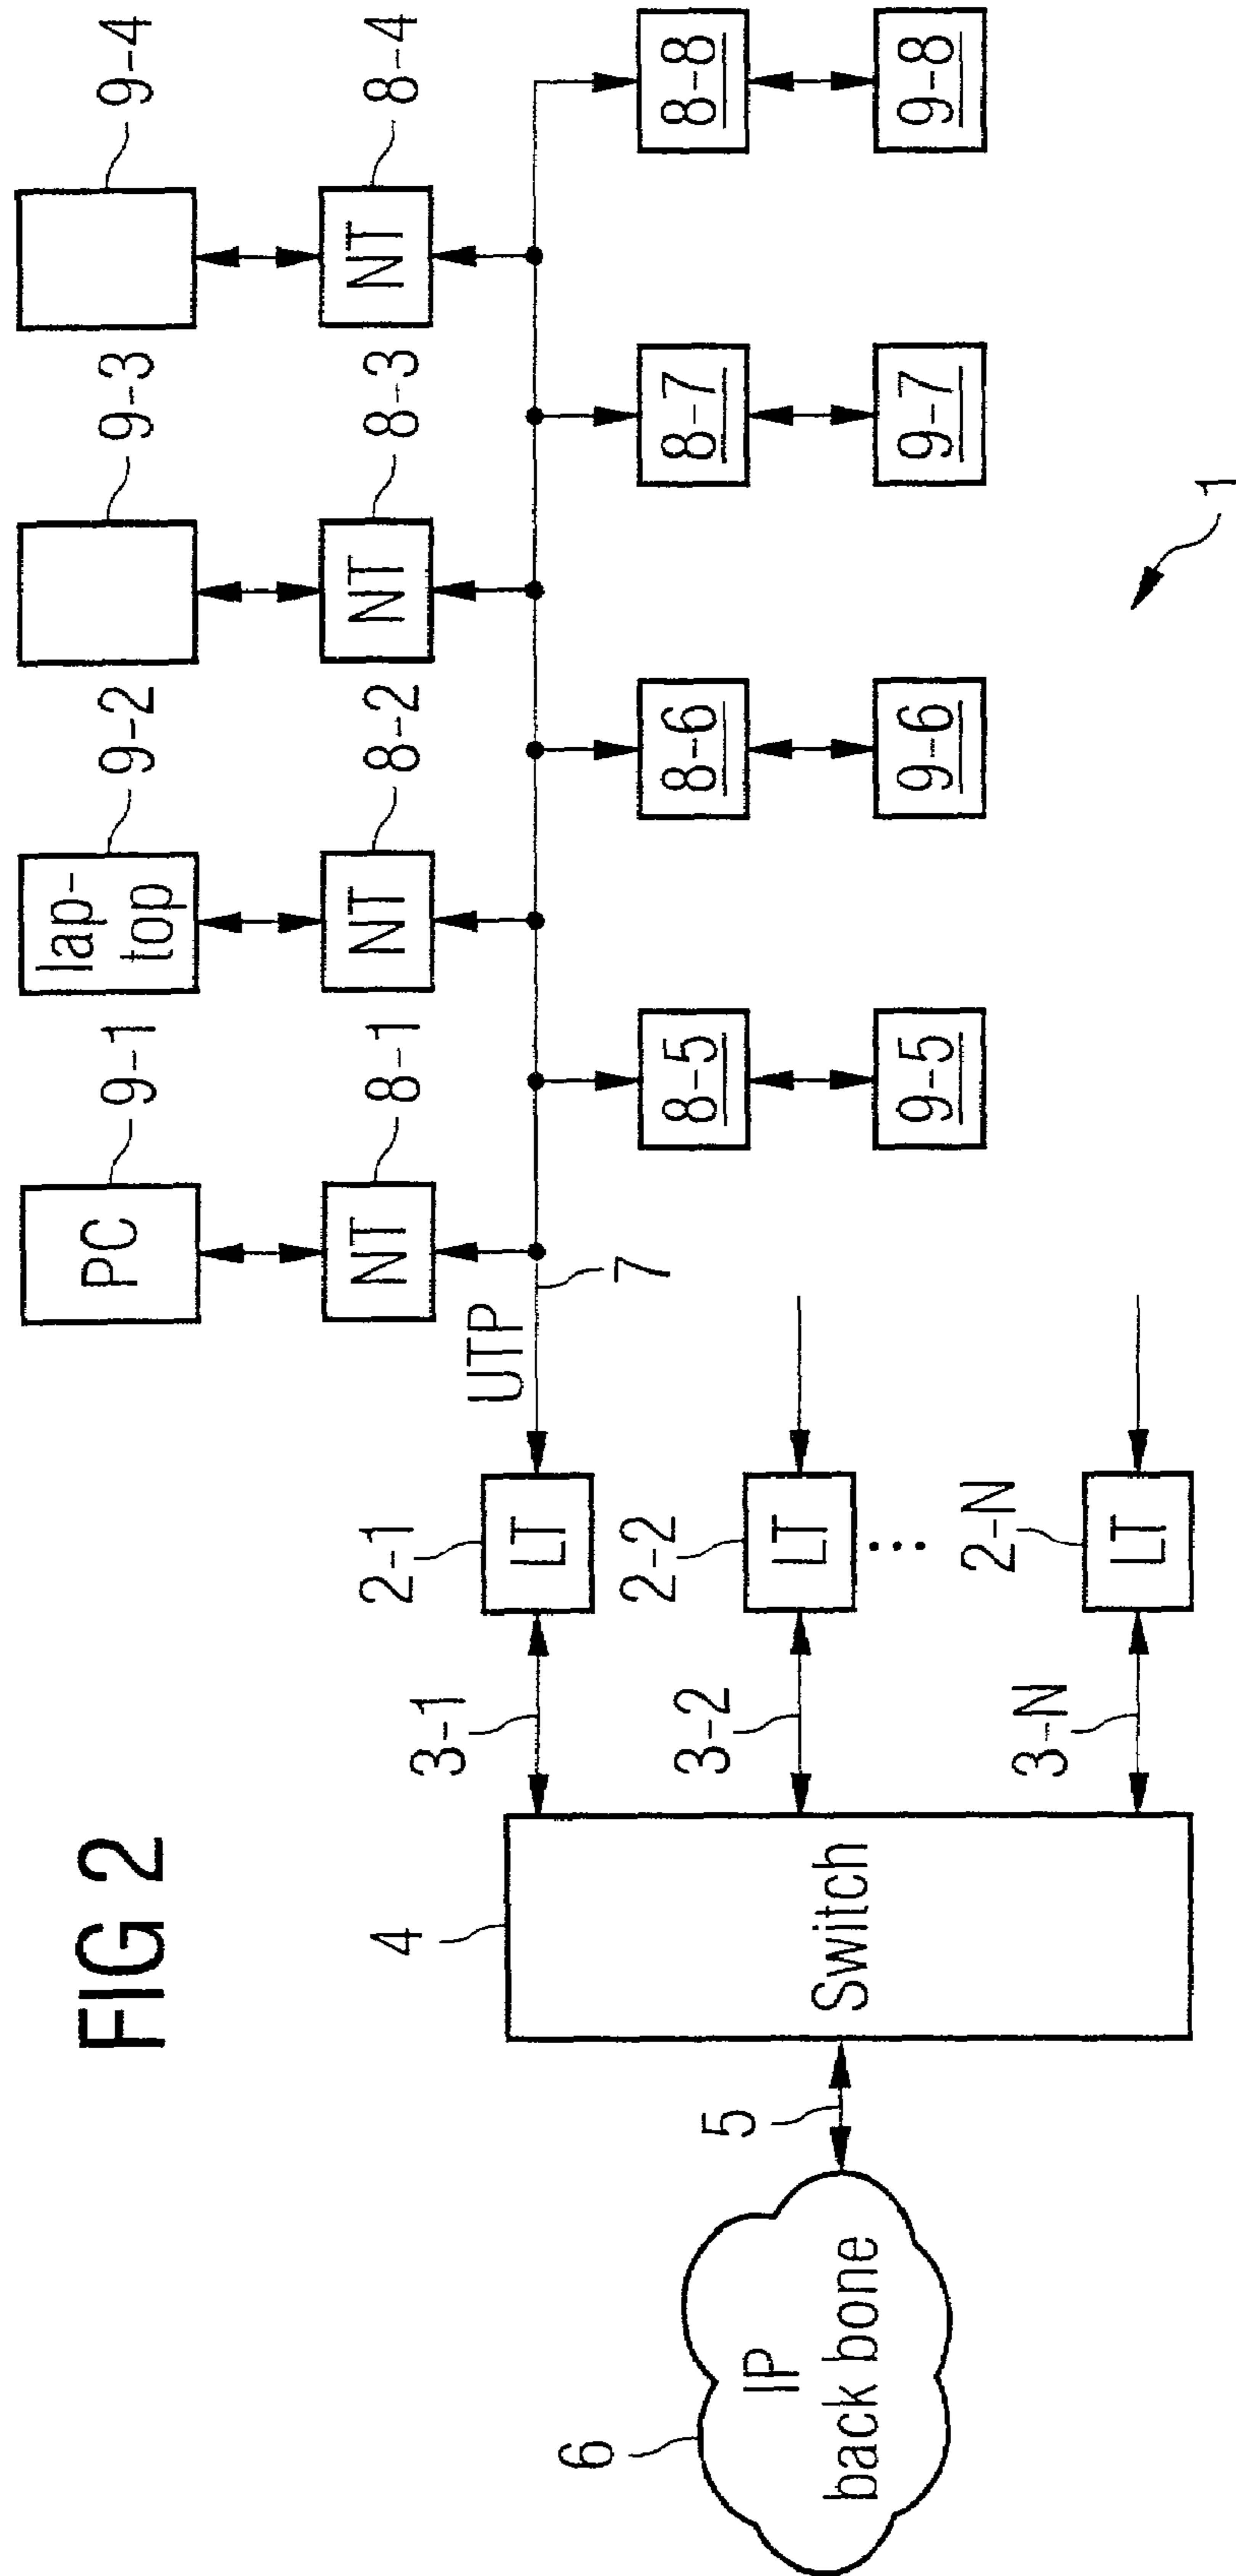 FIG 2
9-1
9-2
9-3
9-4
PC
lap-
top
8-1
8-2
8-3
8-4
NT
NT
NT
NT
UTP
7
2-1
LT
3-1
8-5
8-6
8-7
8-8
9-5
9-6
9-7
9-8
2-2
LT
3-2
2-N
LT
3-N
4
Switch
5
6
IP
back bone
1